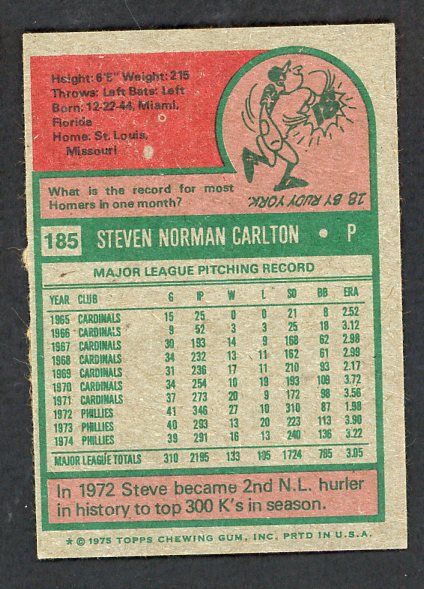 Height: 6'5" Weight: 215
Throws: Left Bats: Left
Born: 12-22-44, Miami,
Florida
Home: St. Louis,
Missouri
What is the record for most
Homers in one month?
18 BY RUDY YORK.
185 STEVEN NORMAN CARLTON • P
MAJOR LEAGUE PITCHING RECORD
YEAR CLUB G IP W L SO BB ERA
1965 CARDINALS 15 25 0 0 21 8 2.52
1966 CARDINALS 9 52 3 3 25 18 3.12
1967 CARDINALS 30 193 14 9 168 62 2.98
1968 CARDINALS 34 232 13 11 162 61 2.99
1969 CARDINALS 31 236 17 11 210 93 2.17
1970 CARDINALS 34 254 10 19 193 109 3.72
1971 CARDINALS 37 273 20 9 172 98 3.56
1972 PHILLIES 41 346 27 10 310 87 1.98
1973 PHILLIES 40 293 13 20 223 113 3.90
1974 PHILLIES 39 291 16 13 240 136 3.22
MAJOR LEAGUE TOTALS 310 2195 133 105 1724 785 3.05
In 1972 Steve became 2nd N.L. hurler
in history to top 300 K's in season.
* © 1975 TOPPS CHEWING GUM, INC. PRTD IN U.S.A.